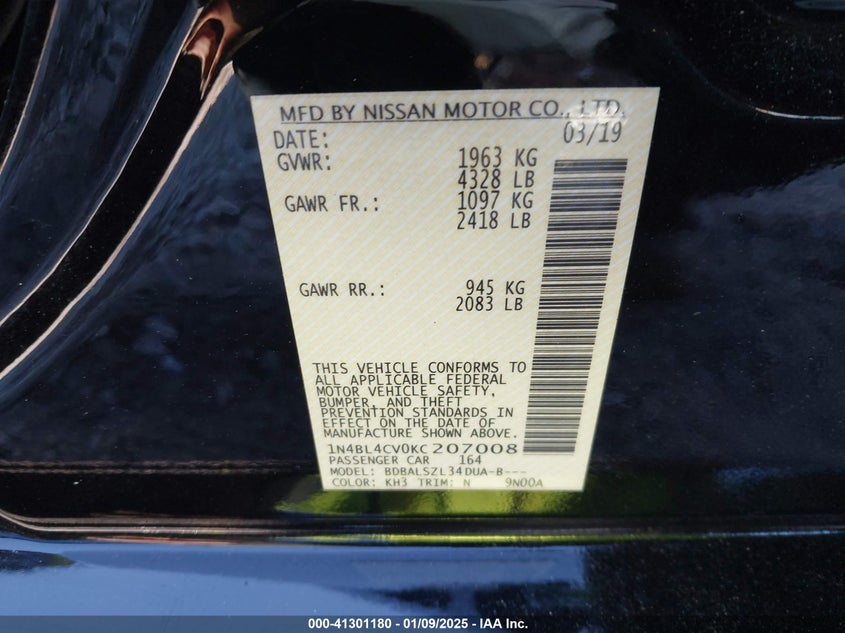 MFD BY NISSAN MOTOR CO., LTD.
DATE: 03/19
GVWR: 1963 KG
4328 LB
GAWR FR.: 1097 KG
2418 LB
GAWR RR.: 945 KG
2083 LB
THIS VEHICLE CONFORMS TO
ALL APPLICABLE FEDERAL
MOTOR VEHICLE SAFETY,
BUMPER, AND THEFT
PREVENTION STANDARDS IN
EFFECT ON THE DATE OF
MANUFACTURE SHOWN ABOVE.
1N4BL4CV0KC207008
PASSENGER CAR 164
MODEL: BDBALSZL34DUA-B---
COLOR: KH3 TRIM: N 9N00A
000-41301180 - 01/09/2025 - IAA Inc.